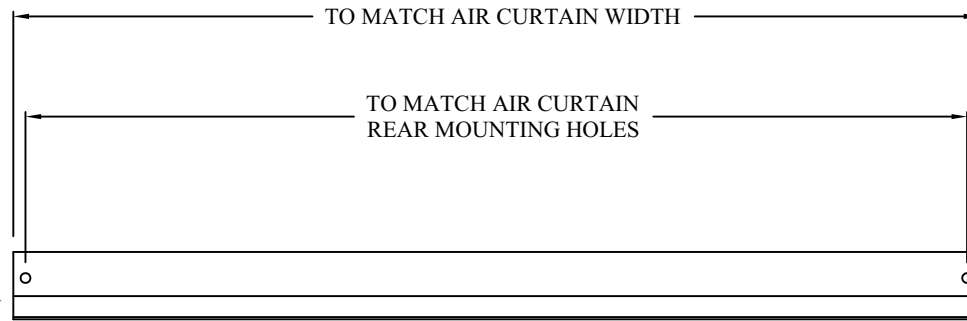 TO MATCH AIR CURTAIN WIDTH
TO MATCH AIR CURTAIN
REAR MOUNTING HOLES